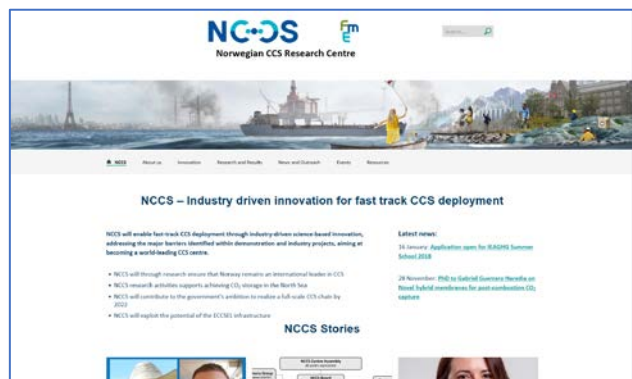 NCCS
FmE
Norwegian CCS Research Centre
Search...
NCCS
About us
Innovation
Research and Results
News and Outreach
Events
Resources
NCCS – Industry driven innovation for fast track CCS deployment
NCCS will enable fast-track CCS deployment through industry-driven science-based innovation,
addressing the major barriers identified within demonstration and industry projects, aiming at
becoming a world-leading CCS centre.
• NCCS will through research ensure that Norway remains an international leader in CCS
• NCCS research activities supports achieving CO₂ storage in the North Sea
• NCCS will contribute to the government's ambition to realize a full-scale CCS chain by
2022
• NCCS will exploit the potential of the ECCSEL infrastructure
Latest news:
16 January: Application open for IEAGHG Summer
School 2018
28 November: PhD to Gabriel Guerrero Heredia on
Novel hybrid membranes for post-combustion CO₂
capture
NCCS Stories
NCCS Centre Assembly
NCCS Board